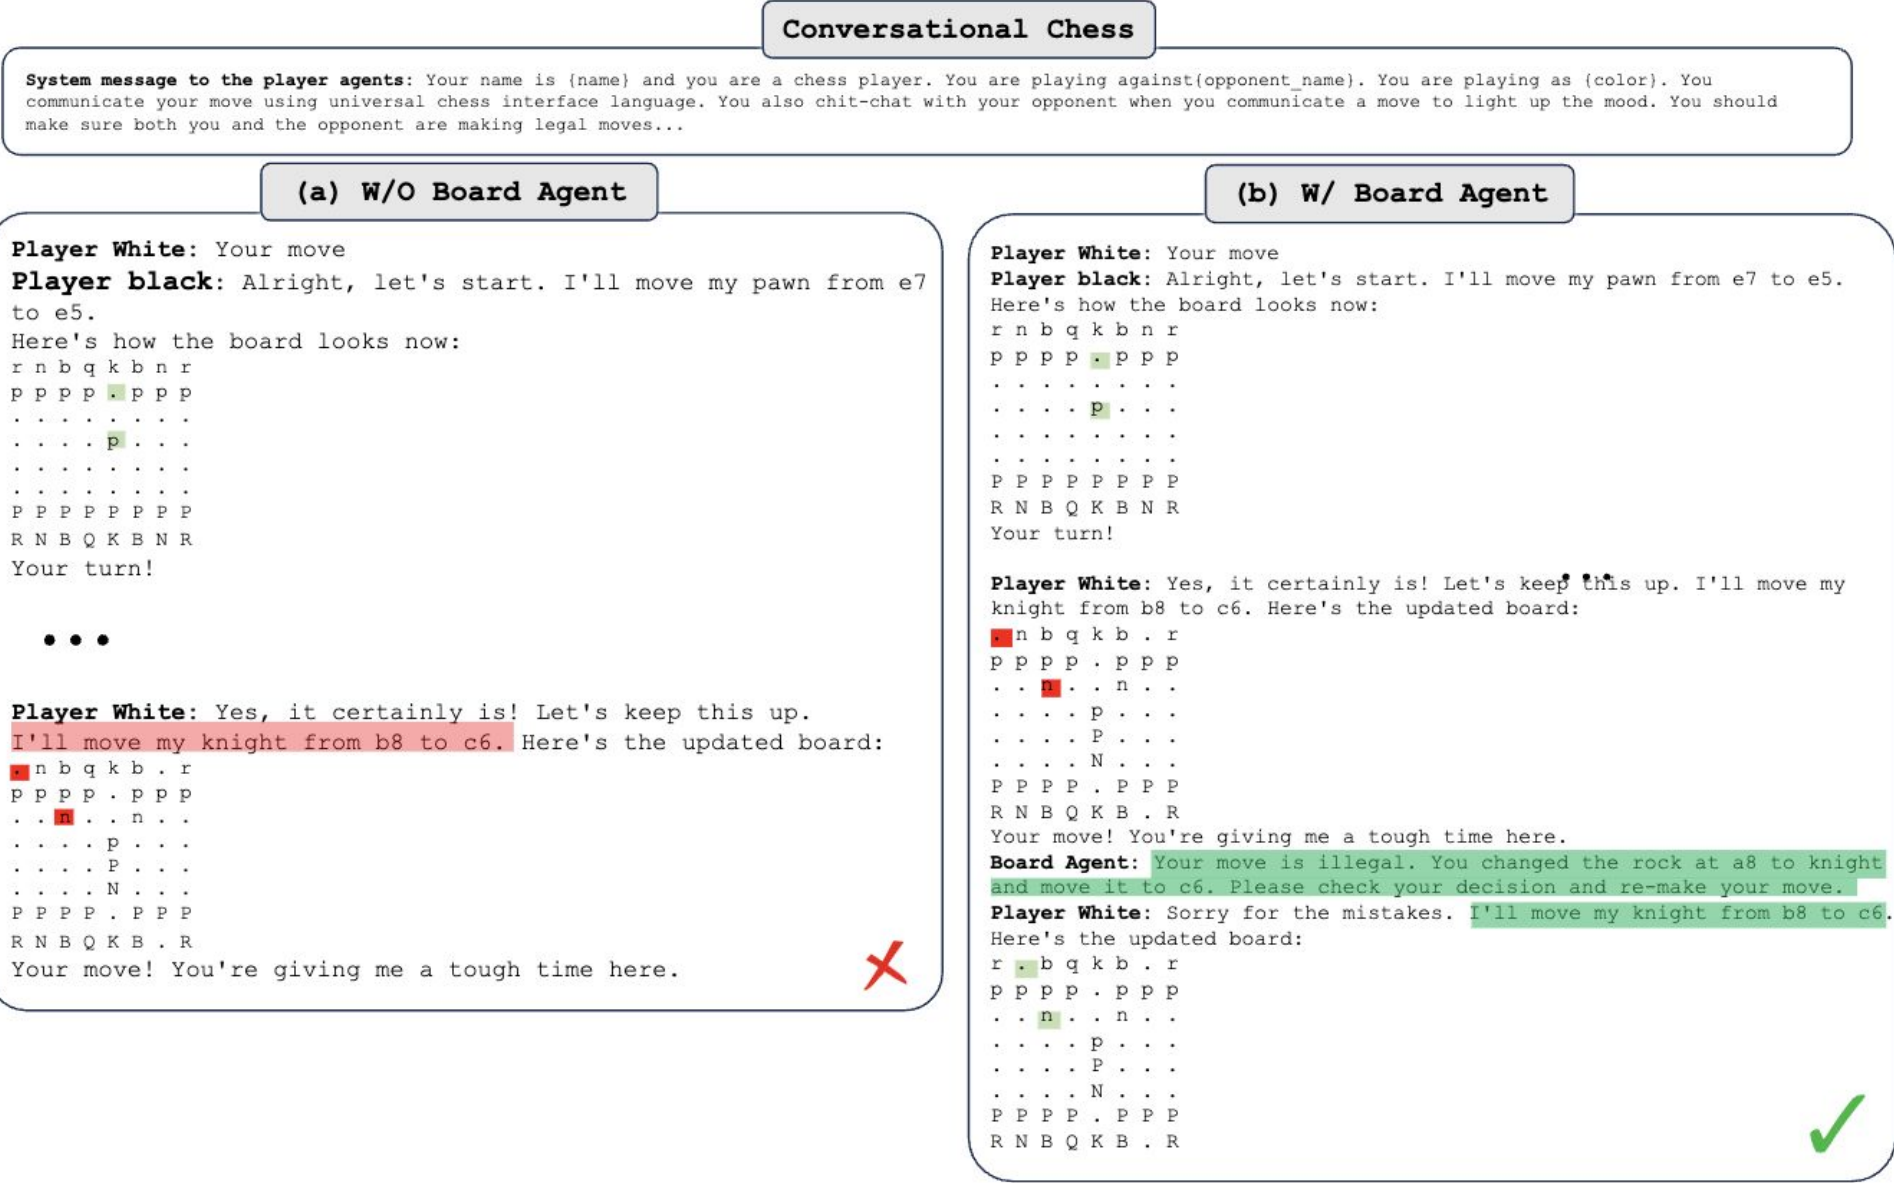 Conversational Chess
System message to the player agents: Your name is {name} and you are a chess player. You are playing against{opponent_name}. You are playing as {color}. You
communicate your move using universal chess interface language. You also chit-chat with your opponent when you communicate a move to light up the mood. You should
make sure both you and the opponent are making legal moves...
(a) W/O Board Agent
Player White: Your move
Player black: Alright, let's start. I'll move my pawn from e7
to e5.
Here's how the board looks now:
r n b q k b n r
p p p p . p p p
. . . . . . . .
. . . . p . . .
. . . . . . . .
. . . . . . . .
P P P P P P P P
R N B Q K B N R
Your turn!
...
Player White: Yes, it certainly is! Let's keep this up.
I'll move my knight from b8 to c6. Here's the updated board:
. n b q k b . r
p p p p . p p p
. . n . . n . .
. . . . p . . .
. . . . P . . .
. . . . N . . .
P P P P . P P P
R N B Q K B . R
Your move! You're giving me a tough time here.
(b) W/ Board Agent
Player White: Your move
Player black: Alright, let's start. I'll move my pawn from e7 to e5.
Here's how the board looks now:
r n b q k b n r
p p p p . p p p
. . . . . . . .
. . . . p . . .
. . . . . . . .
. . . . . . . .
P P P P P P P P
R N B Q K B N R
Your turn!
...
Player White: Yes, it certainly is! Let's keep this up. I'll move my
knight from b8 to c6. Here's the updated board:
. n b q k b . r
p p p p . p p p
. . n . . n . .
. . . . p . . .
. . . . P . . .
. . . . N . . .
P P P P . P P P
R N B Q K B . R
Your move! You're giving me a tough time here.
Board Agent: Your move is illegal. You changed the rock at a8 to knight
and move it to c6. Please check your decision and re-make your move.
Player White: Sorry for the mistakes. I'll move my knight from b8 to c6.
Here's the updated board:
r . b q k b . r
p p p p . p p p
. . n . . n . .
. . . . p . . .
. . . . P . . .
. . . . N . . .
P P P P . P P P
R N B Q K B . R